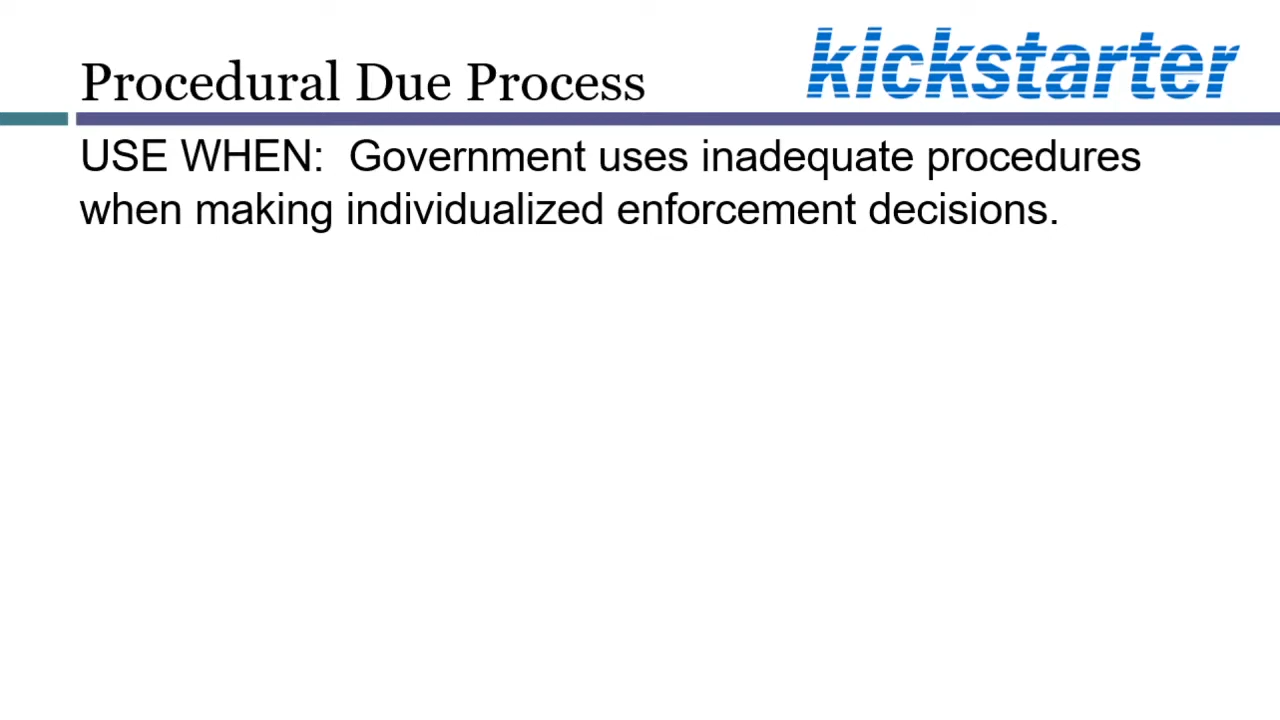 kickstarter
Procedural Due Process
USE WHEN:  Government uses inadequate procedures
when making individualized enforcement decisions.